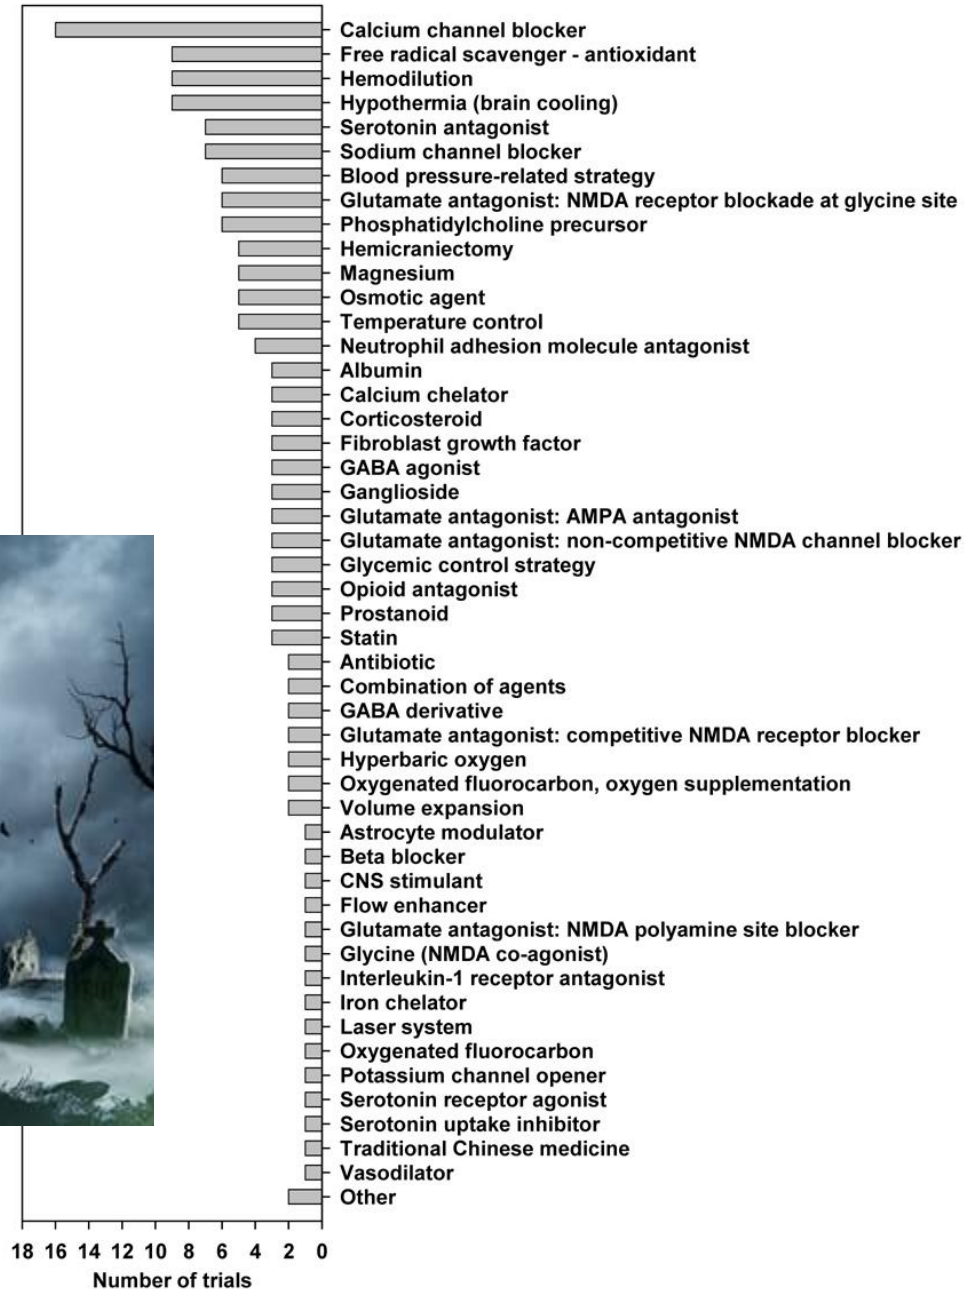 Calcium channel blocker
Free radical scavenger - antioxidant
Hemodilution
Hypothermia (brain cooling)
Serotonin antagonist
Sodium channel blocker
Blood pressure-related strategy
Glutamate antagonist: NMDA receptor blockade at glycine site
Phosphatidylcholine precursor
Hemicraniectomy
Magnesium
Osmotic agent
Temperature control
Neutrophil adhesion molecule antagonist
Albumin
Calcium chelator
Corticosteroid
Fibroblast growth factor
GABA agonist
Ganglioside
Glutamate antagonist: AMPA antagonist
Glutamate antagonist: non-competitive NMDA channel blocker
Glycemic control strategy
Opioid antagonist
Prostanoid
Statin
Antibiotic
Combination of agents
GABA derivative
Glutamate antagonist: competitive NMDA receptor blocker
Hyperbaric oxygen
Oxygenated fluorocarbon, oxygen supplementation
Volume expansion
Astrocyte modulator
Beta blocker
CNS stimulant
Flow enhancer
Glutamate antagonist: NMDA polyamine site blocker
Glycine (NMDA co-agonist)
Interleukin-1 receptor antagonist
Iron chelator
Laser system
Oxygenated fluorocarbon
Potassium channel opener
Serotonin receptor agonist
Serotonin uptake inhibitor
Traditional Chinese medicine
Vasodilator
Other
18 16 14 12 10 8 6 4 2 0
Number of trials